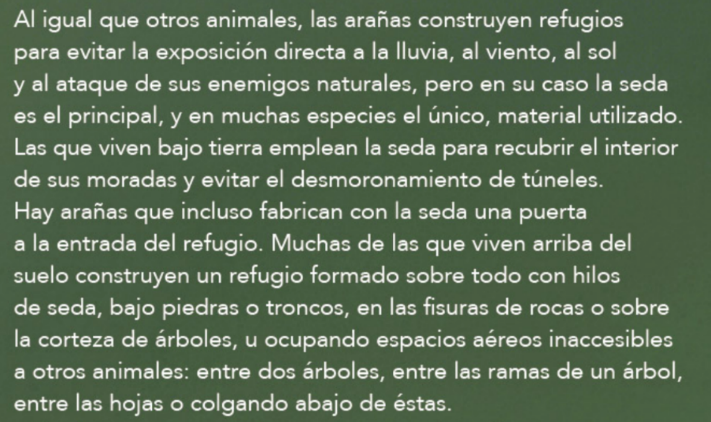 Al igual que otros animales, las arañas construyen refugios
para evitar la exposición directa a la lluvia, al viento, al sol
y al ataque de sus enemigos naturales, pero en su caso la seda
es el principal, y en muchas especies el único, material utilizado.
Las que viven bajo tierra emplean la seda para recubrir el interior
de sus moradas y evitar el desmoronamiento de túneles.
Hay arañas que incluso fabrican con la seda una puerta
a la entrada del refugio. Muchas de las que viven arriba del
suelo construyen un refugio formado sobre todo con hilos
de seda, bajo piedras o troncos, en las fisuras de rocas o sobre
la corteza de árboles, u ocupando espacios aéreos inaccesibles
a otros animales: entre dos árboles, entre las ramas de un árbol,
entre las hojas o colgando abajo de éstas.